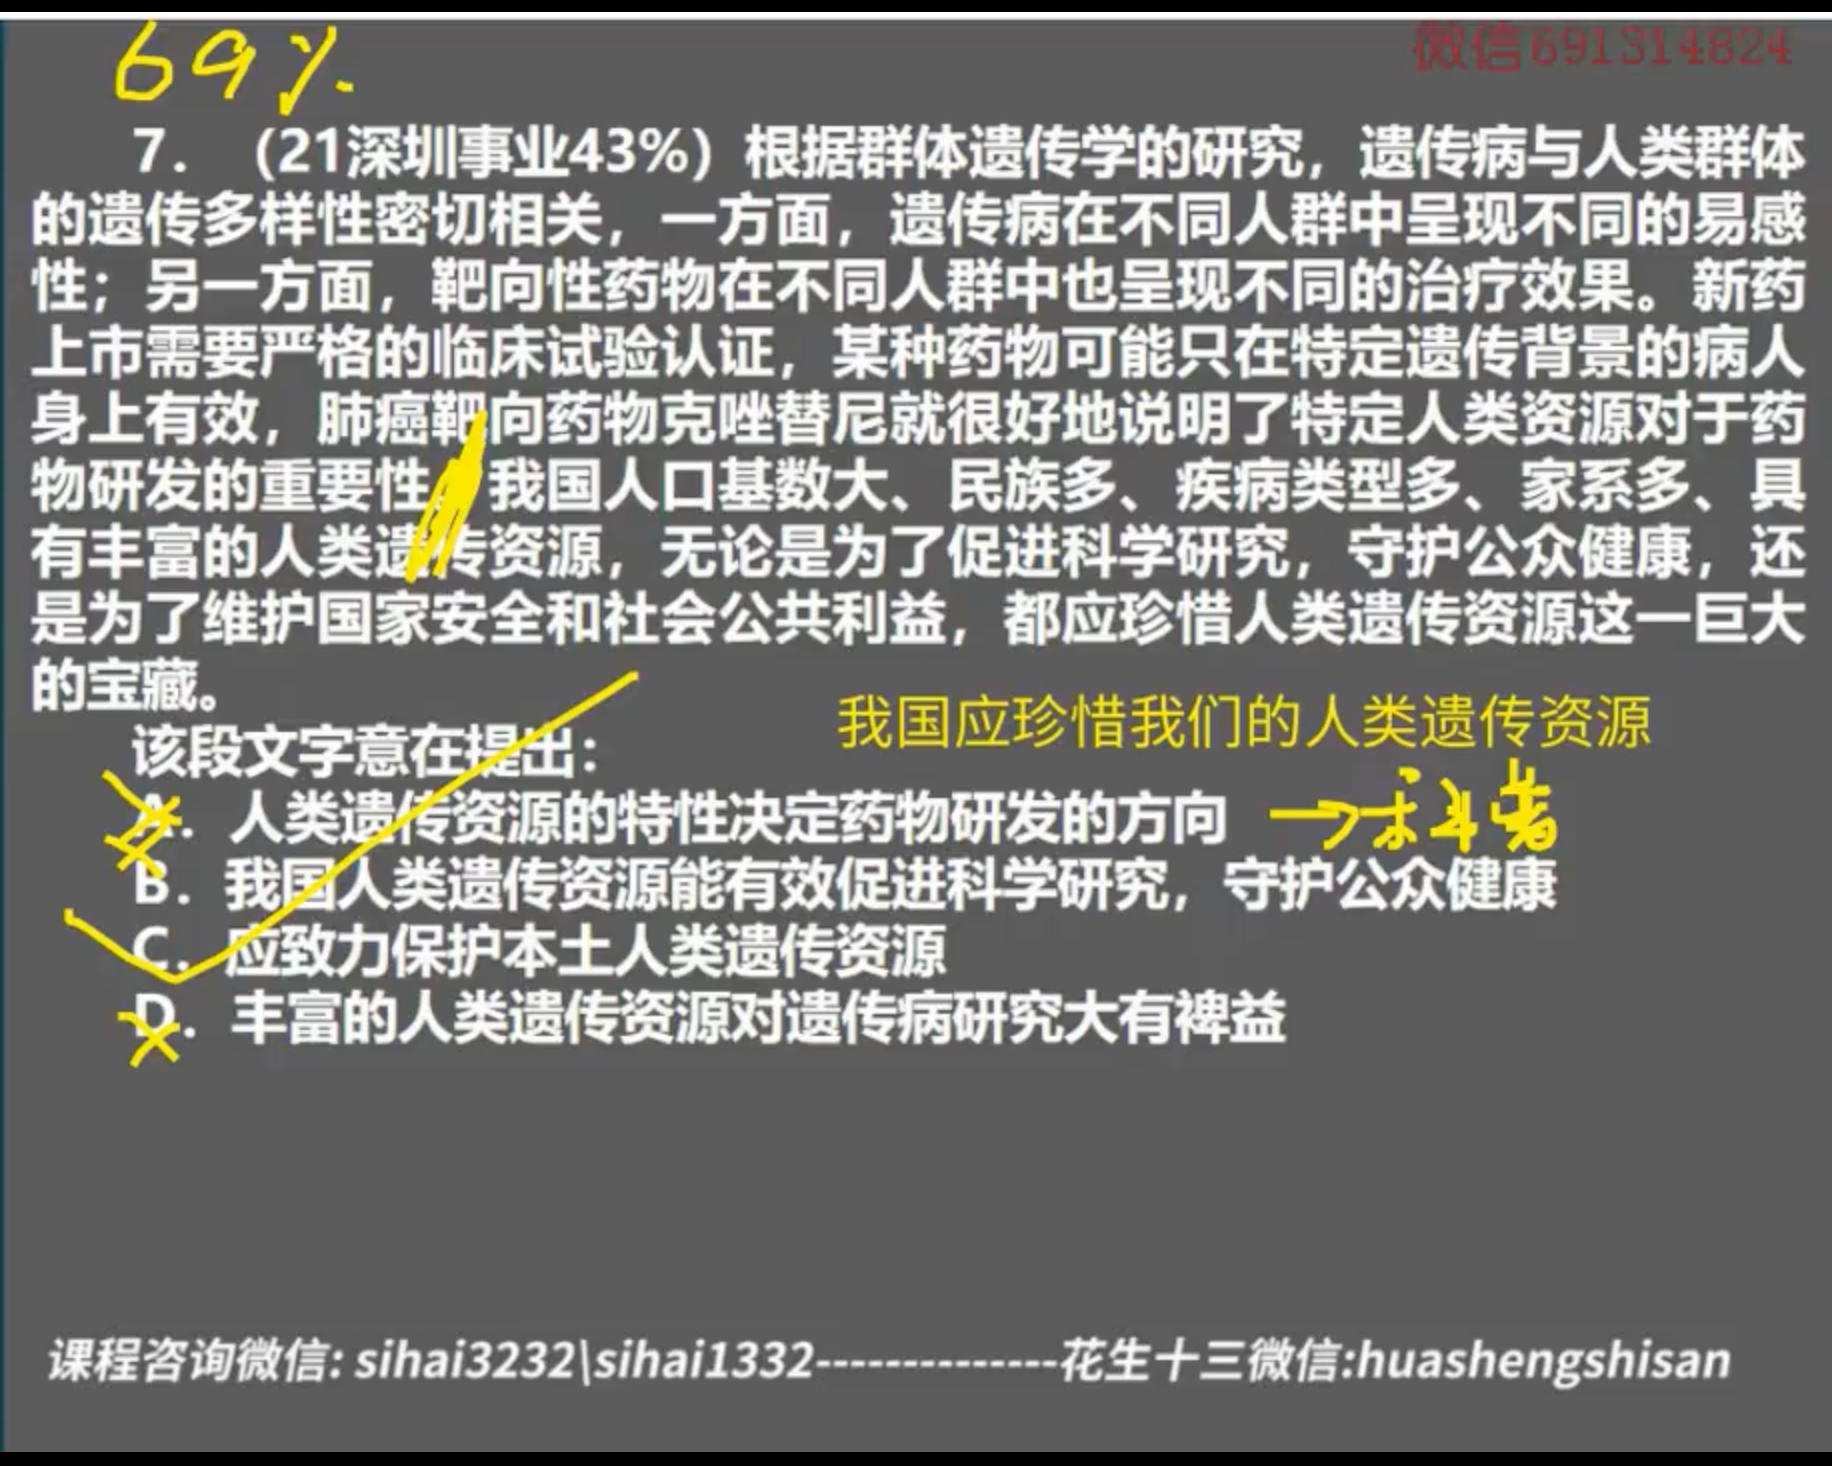 69%
微信691314824
7. （21深圳事业43%）根据群体遗传学的研究，遗传病与人类群体
的遗传多样性密切相关，一方面，遗传病在不同人群中呈现不同的易感
性；另一方面，靶向性药物在不同人群中也呈现不同的治疗效果。新药
上市需要严格的临床试验认证，某种药物可能只在特定遗传背景的病人
身上有效，肺癌靶向药物克唑替尼就很好地说明了特定人类资源对于药
物研发的重要性，我国人口基数大、民族多、疾病类型多、家系多、具
有丰富的人类遗传资源，无论是为了促进科学研究，守护公众健康，还
是为了维护国家安全和社会公共利益，都应珍惜人类遗传资源这一巨大
的宝藏。
我国应珍惜我们的人类遗传资源
该段文字意在提出：
A. 人类遗传资源的特性决定药物研发的方向
B. 我国人类遗传资源能有效促进科学研究，守护公众健康
C. 应致力保护本土人类遗传资源
D. 丰富的人类遗传资源对遗传病研究大有裨益
课程咨询微信: sihai3232\sihai1332--------------花生十三微信:huashengshisan